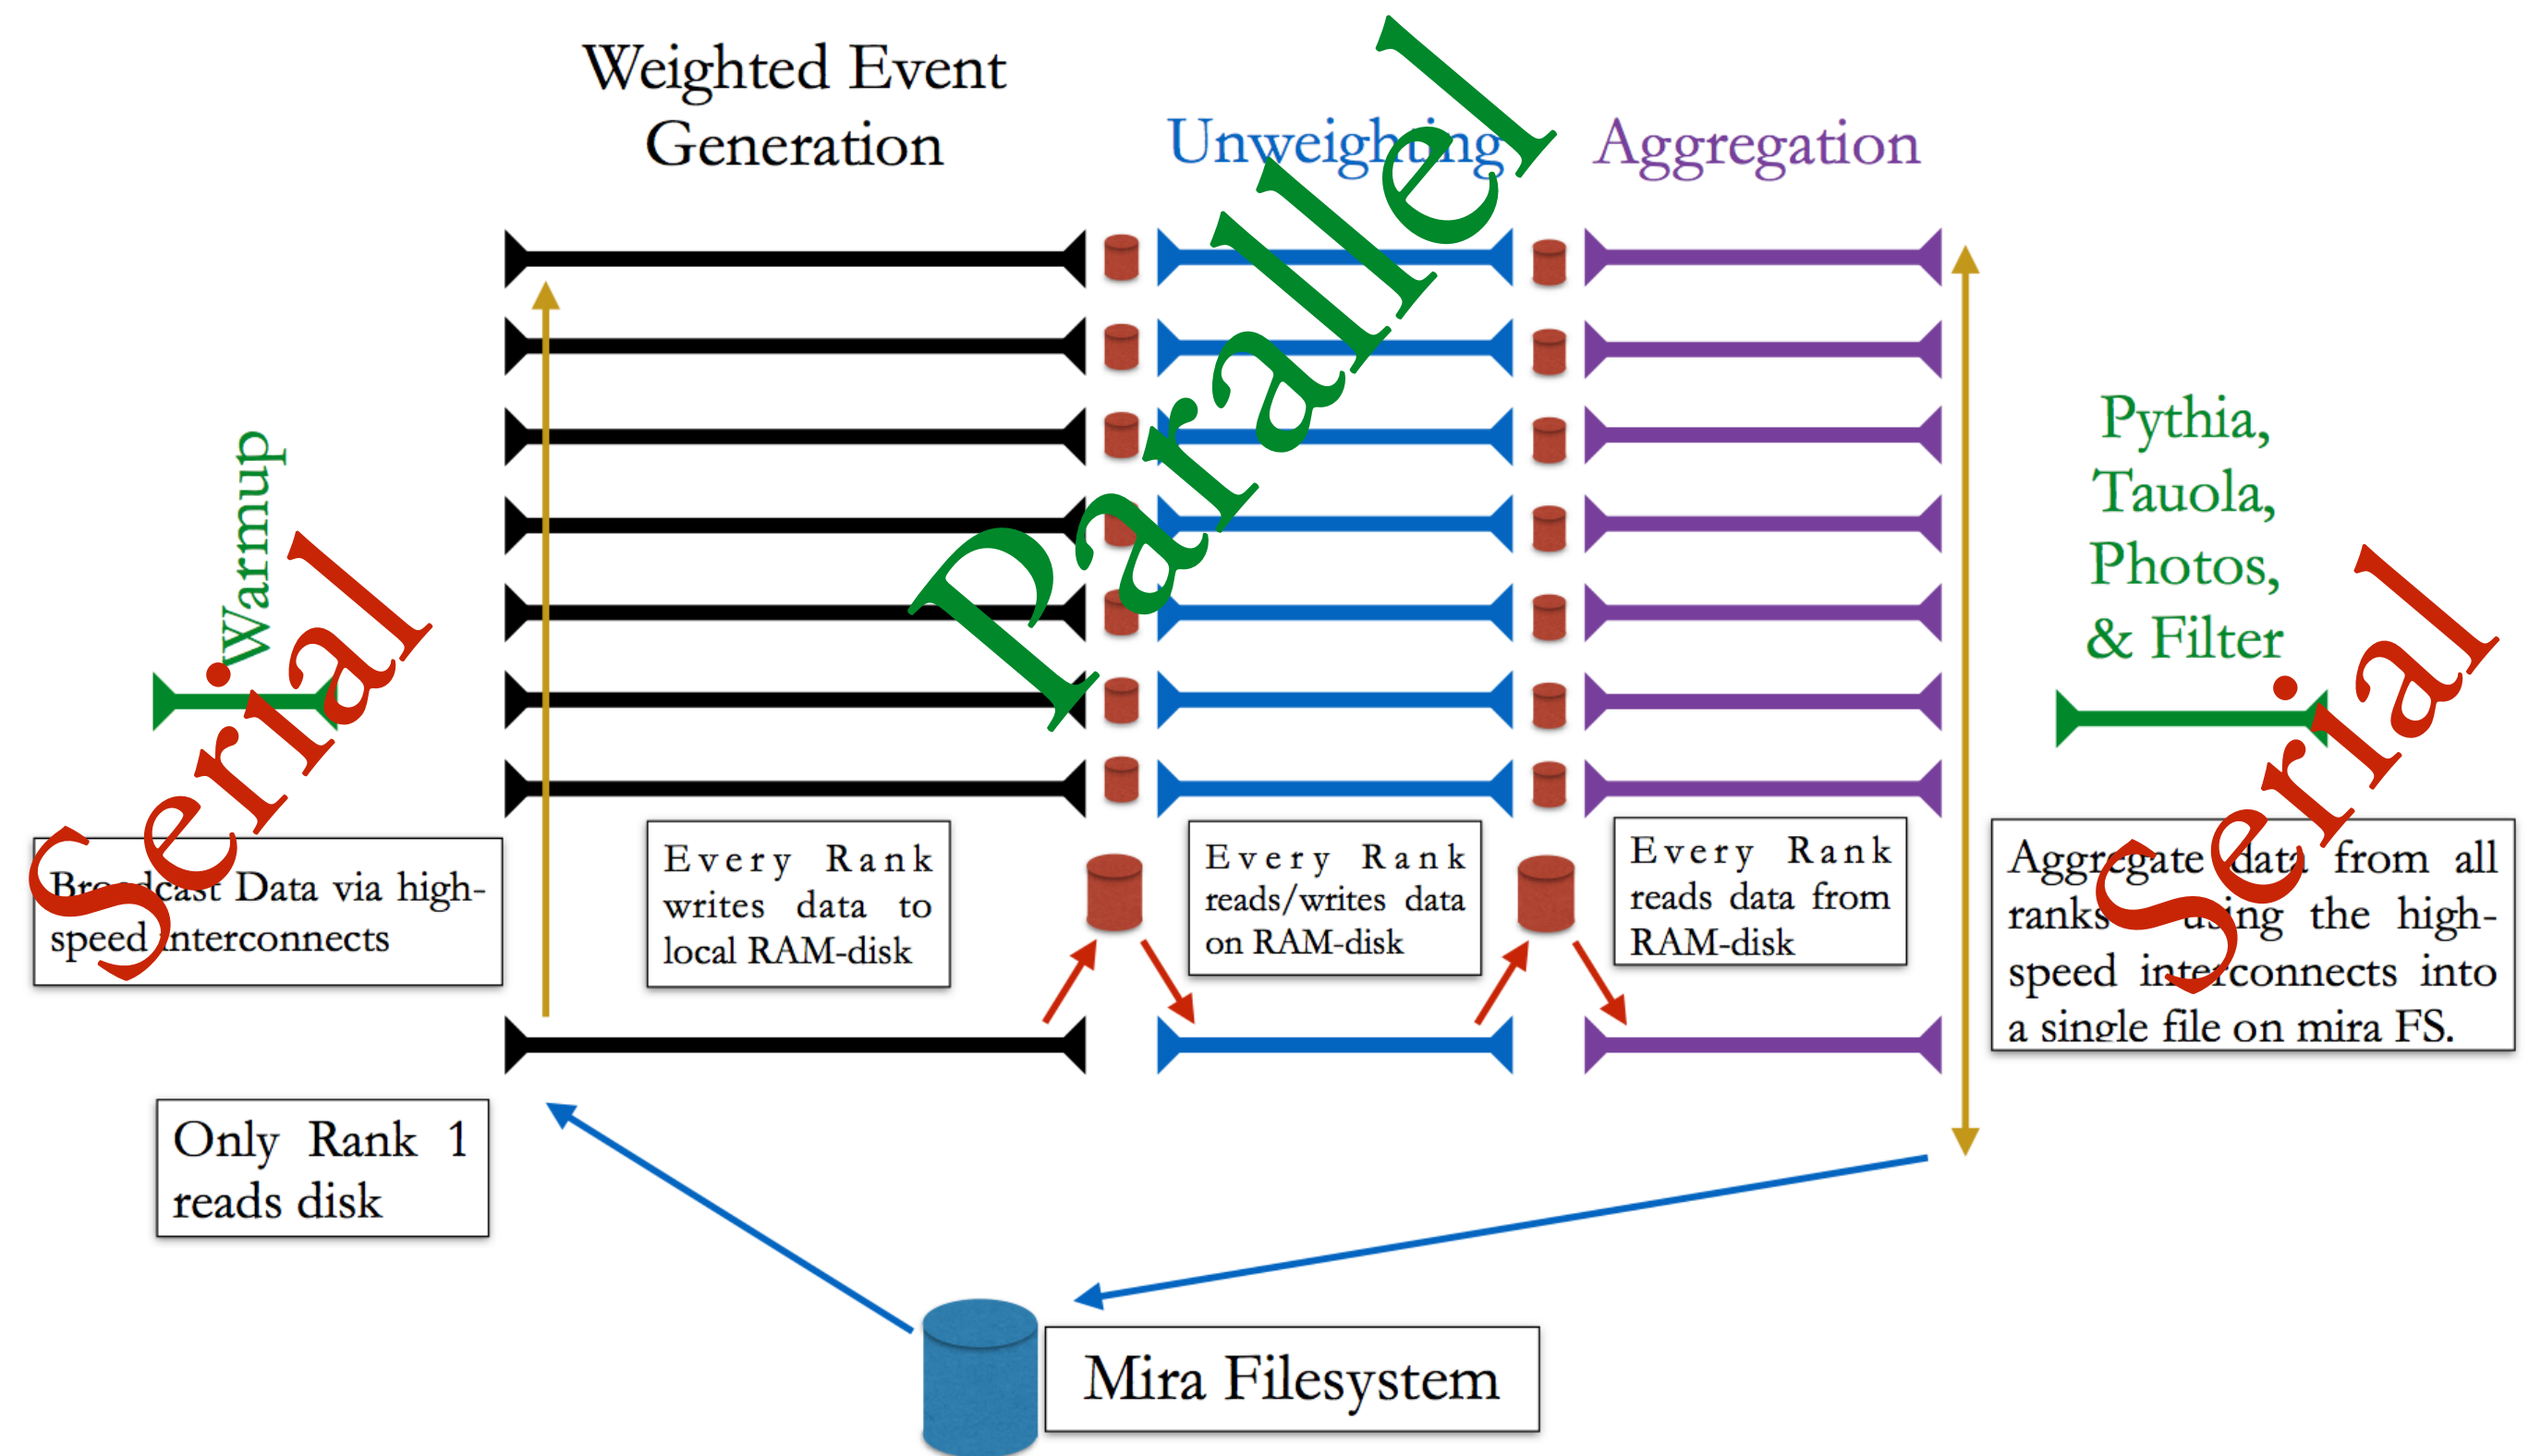 Weighted Event
Generation
Unweighting
Aggregation
Parallel
Warmup
Serial
Pythia,
Tauola,
Photos,
& Filter
Serial
Broadcast Data via high-
speed interconnects
Every Rank
writes data to
local RAM-disk
Every Rank
reads/writes data
on RAM-disk
Every Rank
reads data from
RAM-disk
Aggregate data from all
ranks using the high-
speed interconnects into
a single file on mira FS.
Only Rank 1
reads disk
Mira Filesystem